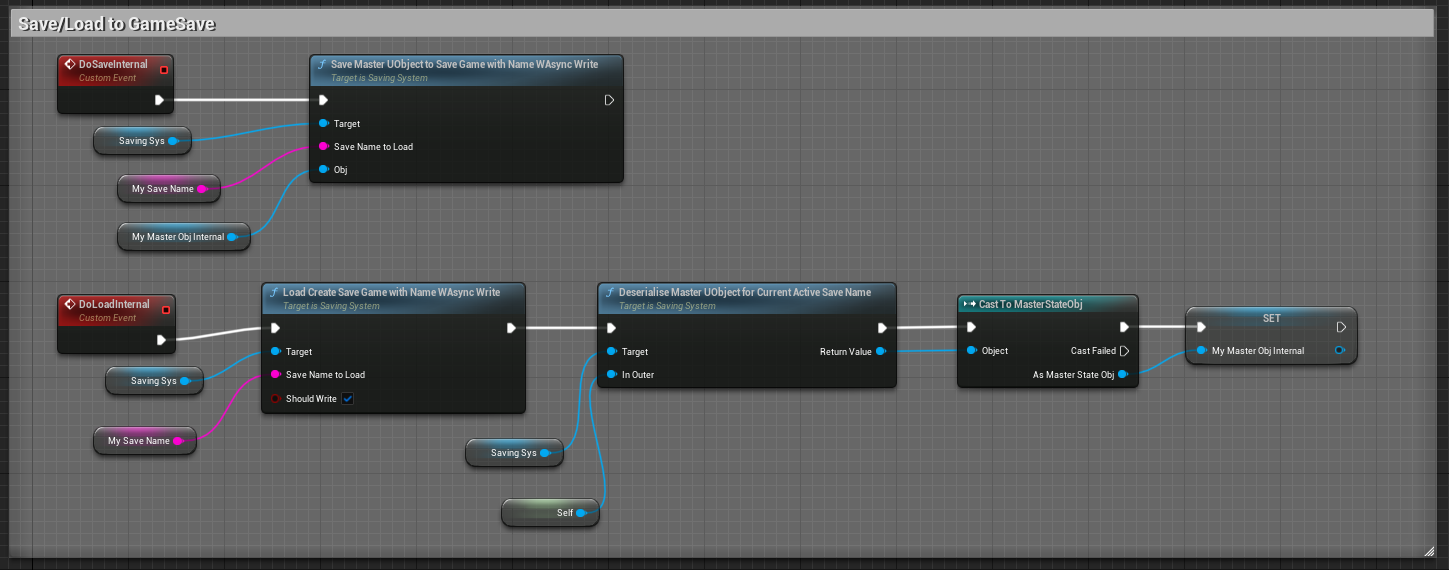 Save/Load to GameSave
DoSaveInternal
Custom Event
Save Master UObject to Save Game with Name WAsync Write
Target is Saving System
Saving Sys
Target
My Save Name
Save Name to Load
My Master Obj Internal
Obj
DoLoadInternal
Custom Event
Load Create Save Game with Name WAsync Write
Target is Saving System
Target
Save Name to Load
Should Write
Saving Sys
My Save Name
Deserialise Master UObject for Current Active Save Name
Target is Saving System
Target
Return Value
In Outer
Saving Sys
Self
Cast To MasterStateObj
Object
Cast Failed
As Master State Obj
SET
My Master Obj Internal